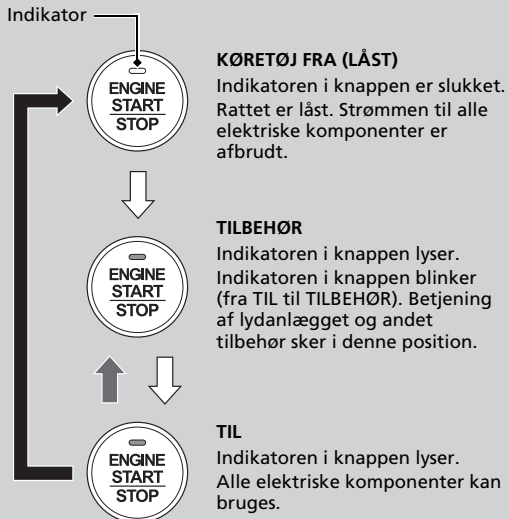 Indikator
ENGINE
START
STOP
KØRETØJ FRA (LÅST)
Indikatoren i knappen er slukket.
Rattet er låst. Strømmen til alle
elektriske komponenter er
afbrudt.
ENGINE
START
STOP
TILBEHØR
Indikatoren i knappen lyser.
Indikatoren i knappen blinker
(fra TIL til TILBEHØR). Betjening
af lydanlægget og andet
tilbehør sker i denne position.
ENGINE
START
STOP
TIL
Indikatoren i knappen lyser.
Alle elektriske komponenter kan
bruges.